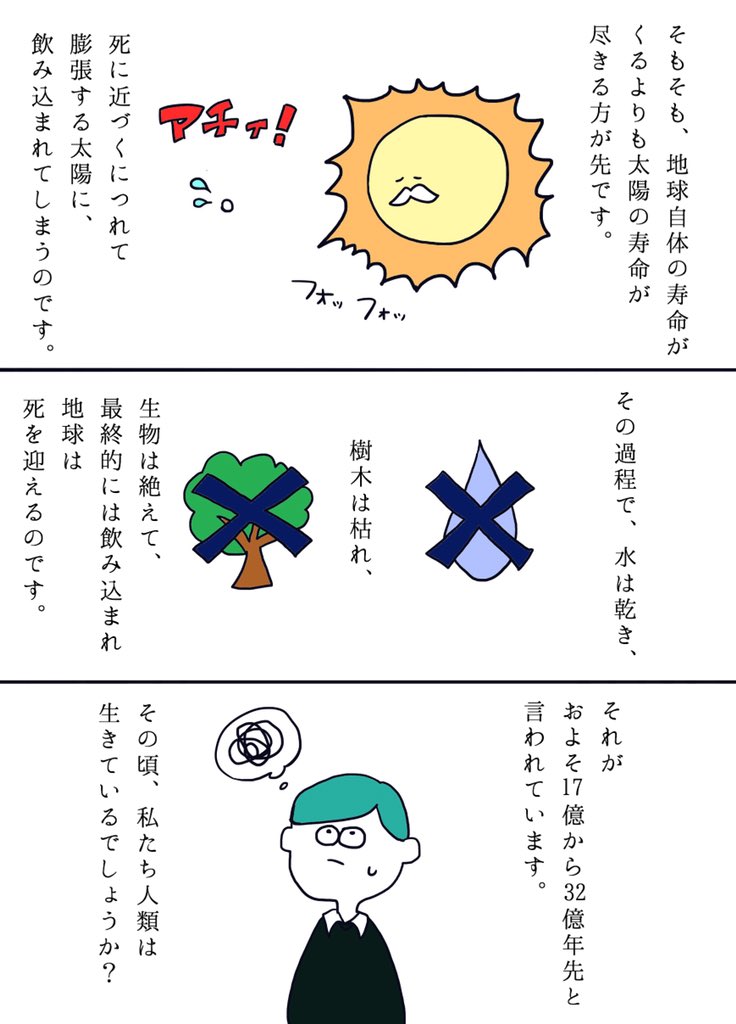 そもそも、地球自体の寿命が
くるよりも太陽の寿命が
尽きる方が先です。
アチィ!
フォッフォッ
死に近づくにつれて
膨張する太陽に、
飲み込まれてしまうのです。
その過程で、水は乾き、
樹木は枯れ、
生物は絶えて、
最終的には飲み込まれ
地球は
死を迎えるのです。
それが
およそ17億から32億年先と
言われています。
その頃、私たち人類は
生きているでしょうか？